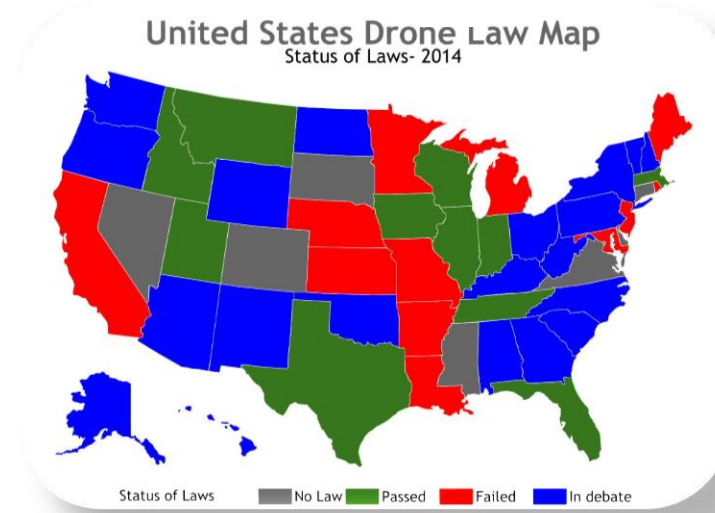 United States Drone Law Map
Status of Laws- 2014
Status of Laws No Law Passed Failed In debate